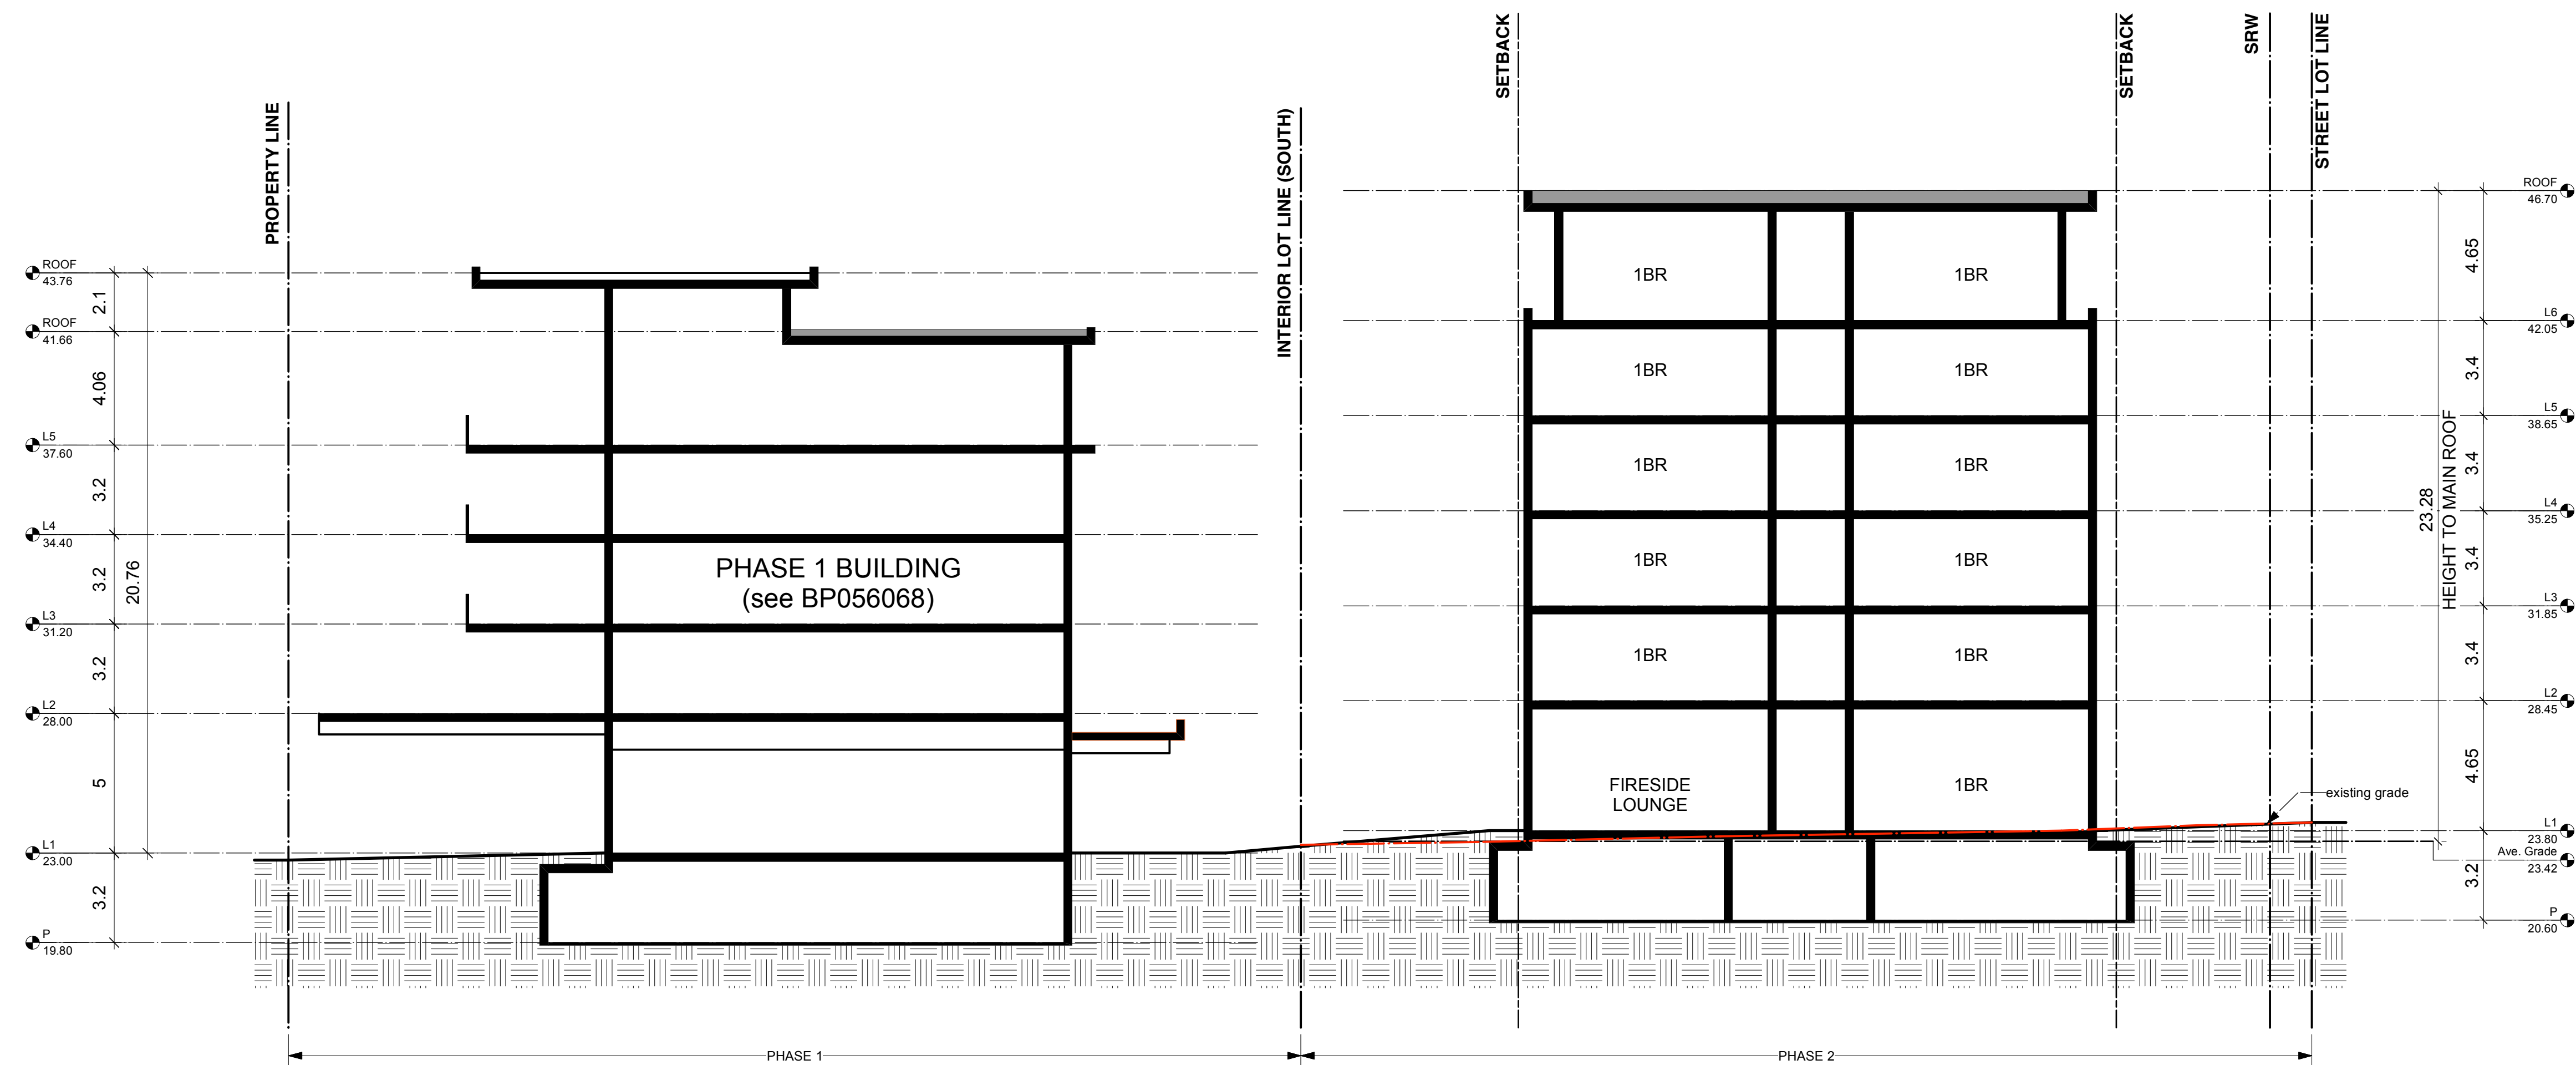 PROPERTY LINE
INTERIOR LOT LINE (SOUTH)
SETBACK
SETBACK
SRW
STREET LOT LINE
ROOF
43.76
2.1
ROOF
41.66
4.06
L5
37.60
3.2
L4
34.40
3.2
20.76
L3
31.20
3.2
L2
28.00
5
L1
23.00
3.2
P
19.80
PHASE 1 BUILDING
(see BP056068)
1BR
1BR
1BR
1BR
1BR
1BR
1BR
1BR
1BR
1BR
FIRESIDE
LOUNGE
1BR
existing grade
ROOF
46.70
4.65
L6
42.05
3.4
L5
38.65
3.4
23.28
HEIGHT TO MAIN ROOF
L4
35.25
3.4
L3
31.85
3.4
L2
28.45
4.65
L1
23.80
Ave. Grade
23.42
3.2
P
20.60
PHASE 1
PHASE 2